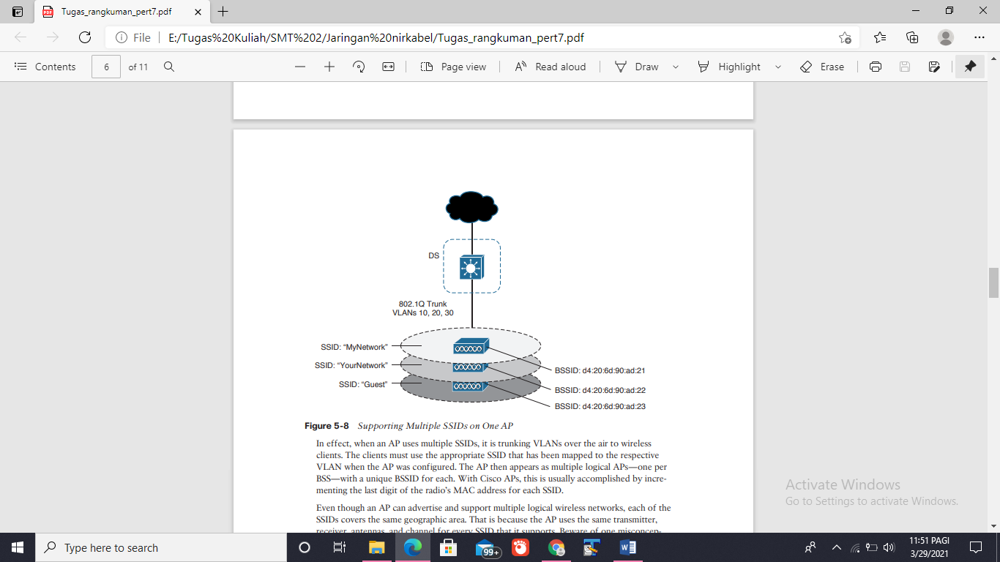 Tugas_rangkuman_pert7.pdf
File
E:/Tugas%20Kuliah/SMT%202/Jaringan%20nirkabel/Tugas_rangkuman_pert7.pdf
Contents
6
of 11
Page view
Read aloud
Draw
Highlight
Erase
DS
802.1Q Trunk
VLANs 10, 20, 30
SSID: “MyNetwork”
SSID: “YourNetwork”
SSID: “Guest”
BSSID: d4:20:6d:90:ad:21
BSSID: d4:20:6d:90:ad:22
BSSID: d4:20:6d:90:ad:23
Figure 5-8 Supporting Multiple SSIDs on One AP
In effect, when an AP uses multiple SSIDs, it is trunking VLANs over the air to wireless
clients. The clients must use the appropriate SSID that has been mapped to the respective
VLAN when the AP was configured. The AP then appears as multiple logical APs—one per
BSS—with a unique BSSID for each. With Cisco APs, this is usually accomplished by incre-
menting the last digit of the radio’s MAC address for each SSID.
Even though an AP can advertise and support multiple logical wireless networks, each of the
SSIDs covers the same geographic area. That is because the AP uses the same transmitter,
receiver, antennas, and channel for every SSID that it supports. Beware of one misconcep-
Activate Windows
Go to Settings to activate Windows.
Type here to search
99+
11:51 PAGI
3/29/2021